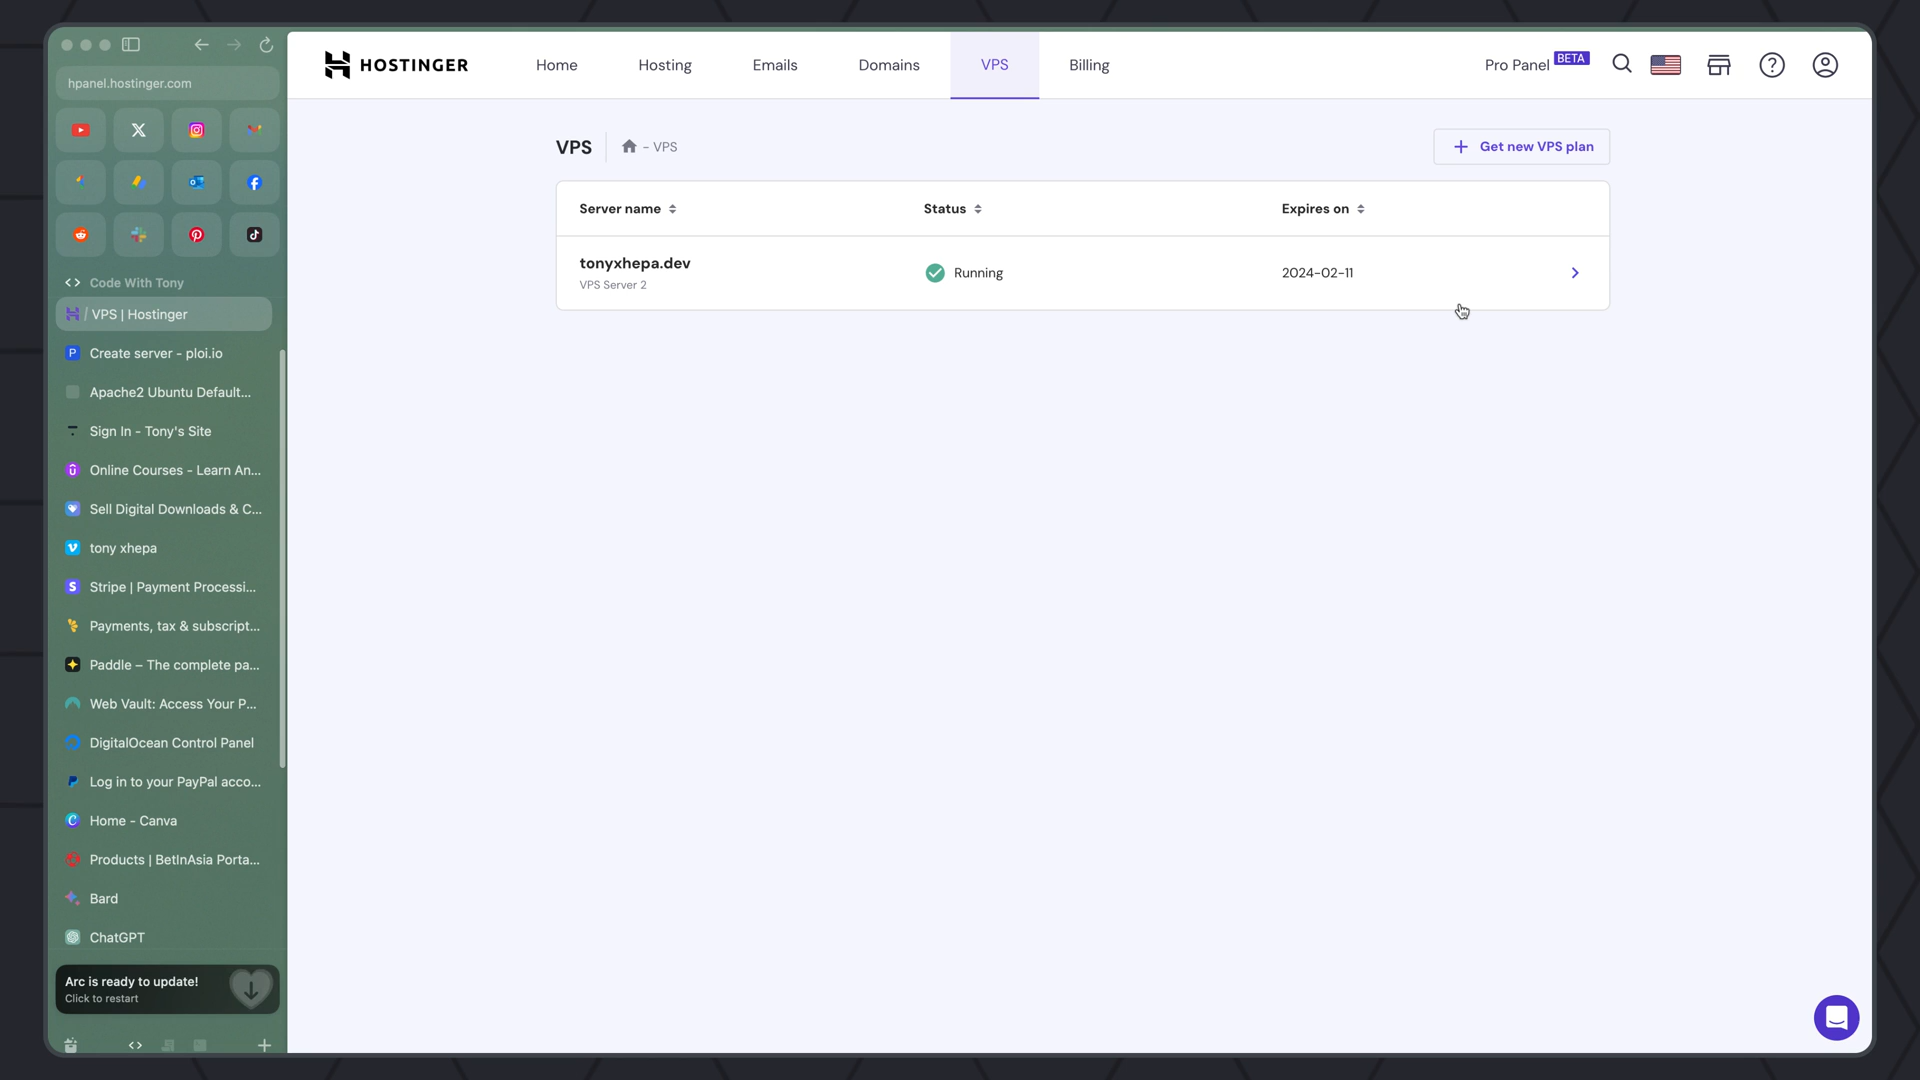 hpanel.hostinger.com
Code With Tony
/ VPS | Hostinger
Create server - ploi.io
Apache2 Ubuntu Default...
Sign In - Tony's Site
Online Courses - Learn An...
Sell Digital Downloads & C...
tony xhepa
Stripe | Payment Processi...
Payments, tax & subscript...
Paddle – The complete pa...
Web Vault: Access Your P...
DigitalOcean Control Panel
Log in to your PayPal acco...
Home - Canva
Products | BetInAsia Porta...
Bard
ChatGPT
Arc is ready to update!
Click to restart
HOSTINGER
Home
Hosting
Emails
Domains
VPS
Billing
Pro Panel BETA
VPS
- VPS
Get new VPS plan
Server name
Status
Expires on
tonyxhepa.dev
VPS Server 2
Running
2024-02-11